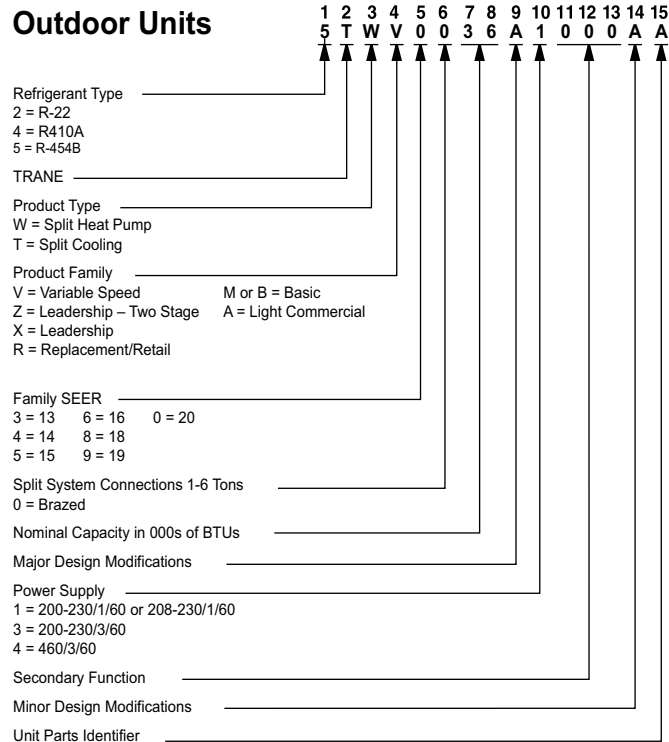 Outdoor Units
1 2 3 4 5 6 7 8 9 10 11 12 13 14 15
5 T W V 0 0 3 6 A 1 0 0 0 A A
Refrigerant Type
2 = R-22
4 = R410A
5 = R-454B
TRANE
Product Type
W = Split Heat Pump
T = Split Cooling
Product Family
V = Variable Speed M or B = Basic
Z = Leadership – Two Stage A = Light Commercial
X = Leadership
R = Replacement/Retail
Family SEER
3 = 13 6 = 16 0 = 20
4 = 14 8 = 18
5 = 15 9 = 19
Split System Connections 1-6 Tons
0 = Brazed
Nominal Capacity in 000s of BTUs
Major Design Modifications
Power Supply
1 = 200-230/1/60 or 208-230/1/60
3 = 200-230/3/60
4 = 460/3/60
Secondary Function
Minor Design Modifications
Unit Parts Identifier